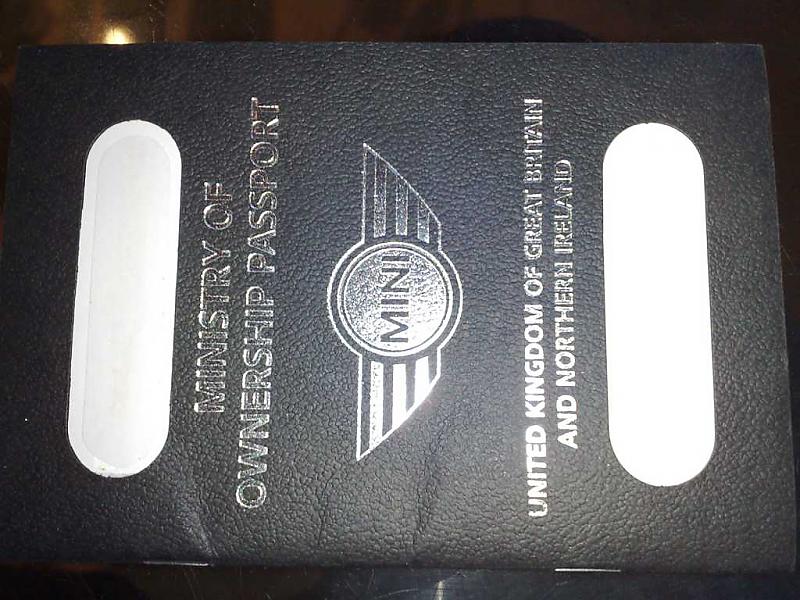 MINISTRY OF
OWNERSHIP PASSPORT
MINI
UNITED KINGDOM OF GREAT BRITAIN
AND NORTHERN IRELAND